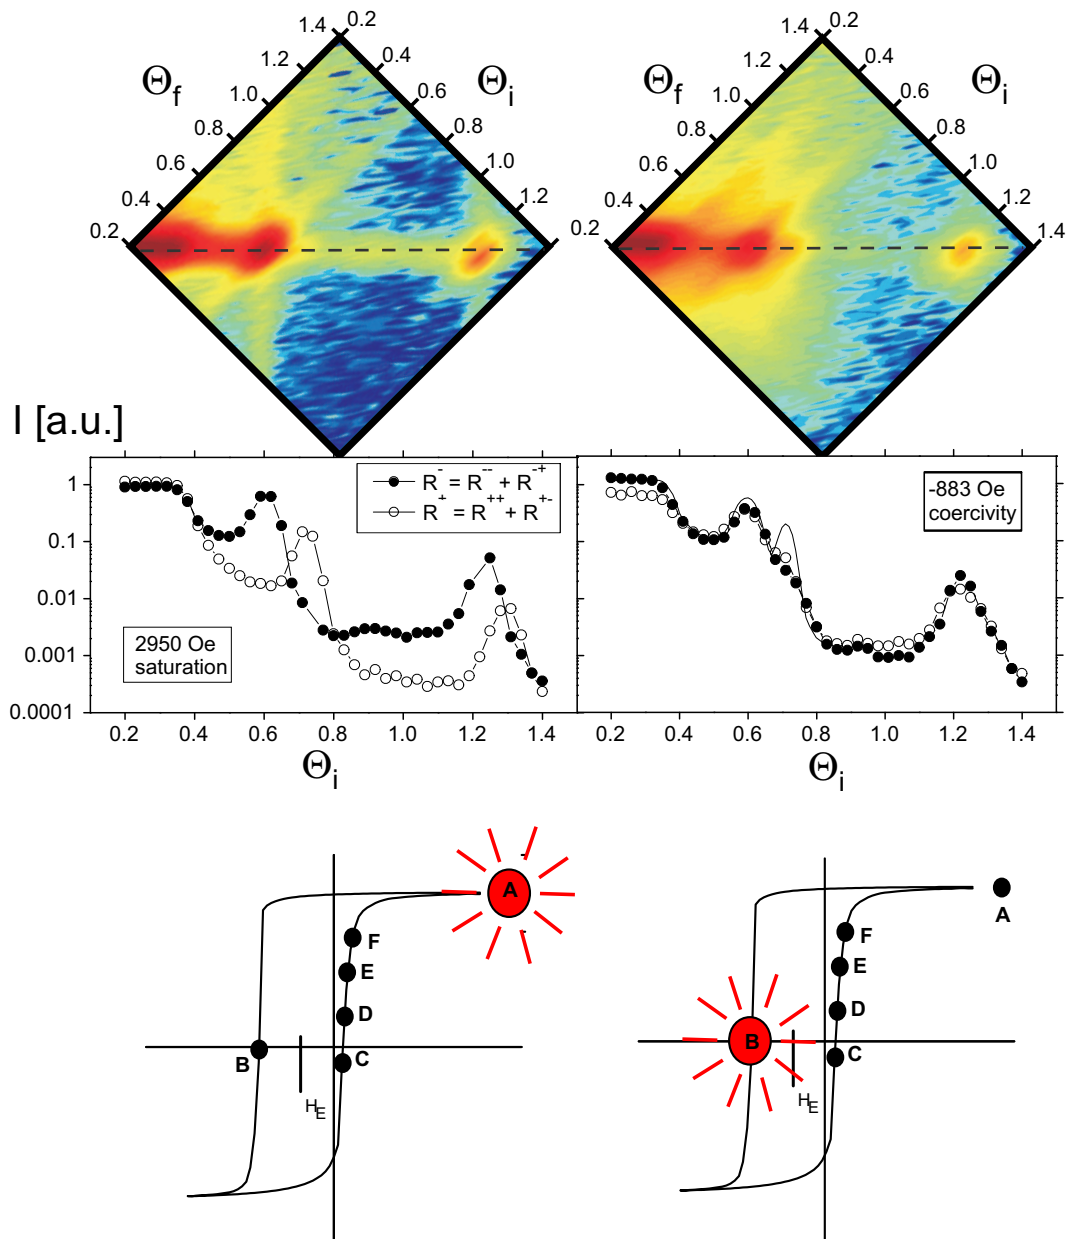 1.4
0.2
1.2
0.4
Θf
Θi
1.0
0.6
0.8
0.8
0.6
1.0
0.4
1.2
0.2
1.4
0.2
1.2
0.4
Θf
Θi
1.0
0.6
0.8
0.8
0.6
1.0
0.4
1.2
0.2
1.4
I [a.u.]
1
0.1
0.01
0.001
0.0001
R- = R-- + R-+
R+ = R++ + R+-
2950 Oe
saturation
-883 Oe
coercivity
0.2 0.4 0.6 0.8 1.0 1.2 1.4
0.2 0.4 0.6 0.8 1.0 1.2 1.4
Θi
Θi
A
F
E
D
B
C
HE
A
F
E
D
B
C
HE